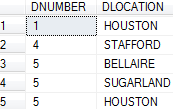 DNUMBER DLOCATION
1 1 HOUSTON
2 4 STAFFORD
3 5 BELLAIRE
4 5 SUGARLAND
5 5 HOUSTON